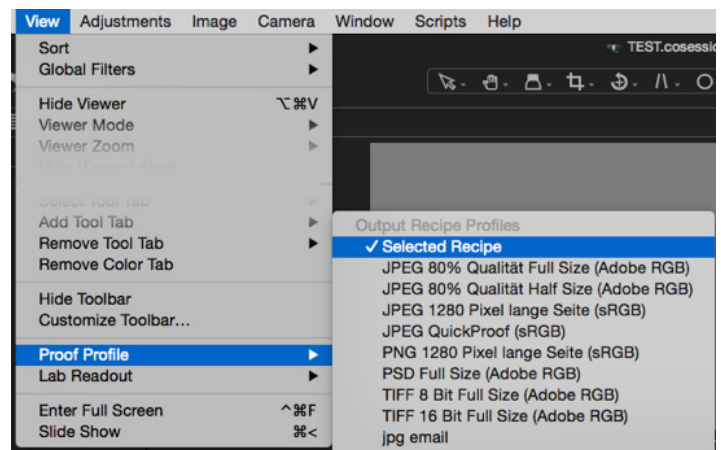 View Adjustments Image Camera Window Scripts Help
TEST.cosessio
Sort
Global Filters
Hide Viewer ⌥⌘V
Viewer Mode
Viewer Zoom
Hide Viewer Labels
Select Tool Tab
Add Tool Tab
Remove Tool Tab
Remove Color Tab
Hide Toolbar
Customize Toolbar...
Proof Profile
Lab Readout
Enter Full Screen ^⌘F
Slide Show ⌘<
Output Recipe Profiles
✓ Selected Recipe
JPEG 80% Qualität Full Size (Adobe RGB)
JPEG 80% Qualität Half Size (Adobe RGB)
JPEG 1280 Pixel lange Seite (sRGB)
JPEG QuickProof (sRGB)
PNG 1280 Pixel lange Seite (sRGB)
PSD Full Size (Adobe RGB)
TIFF 8 Bit Full Size (Adobe RGB)
TIFF 16 Bit Full Size (Adobe RGB)
jpg email